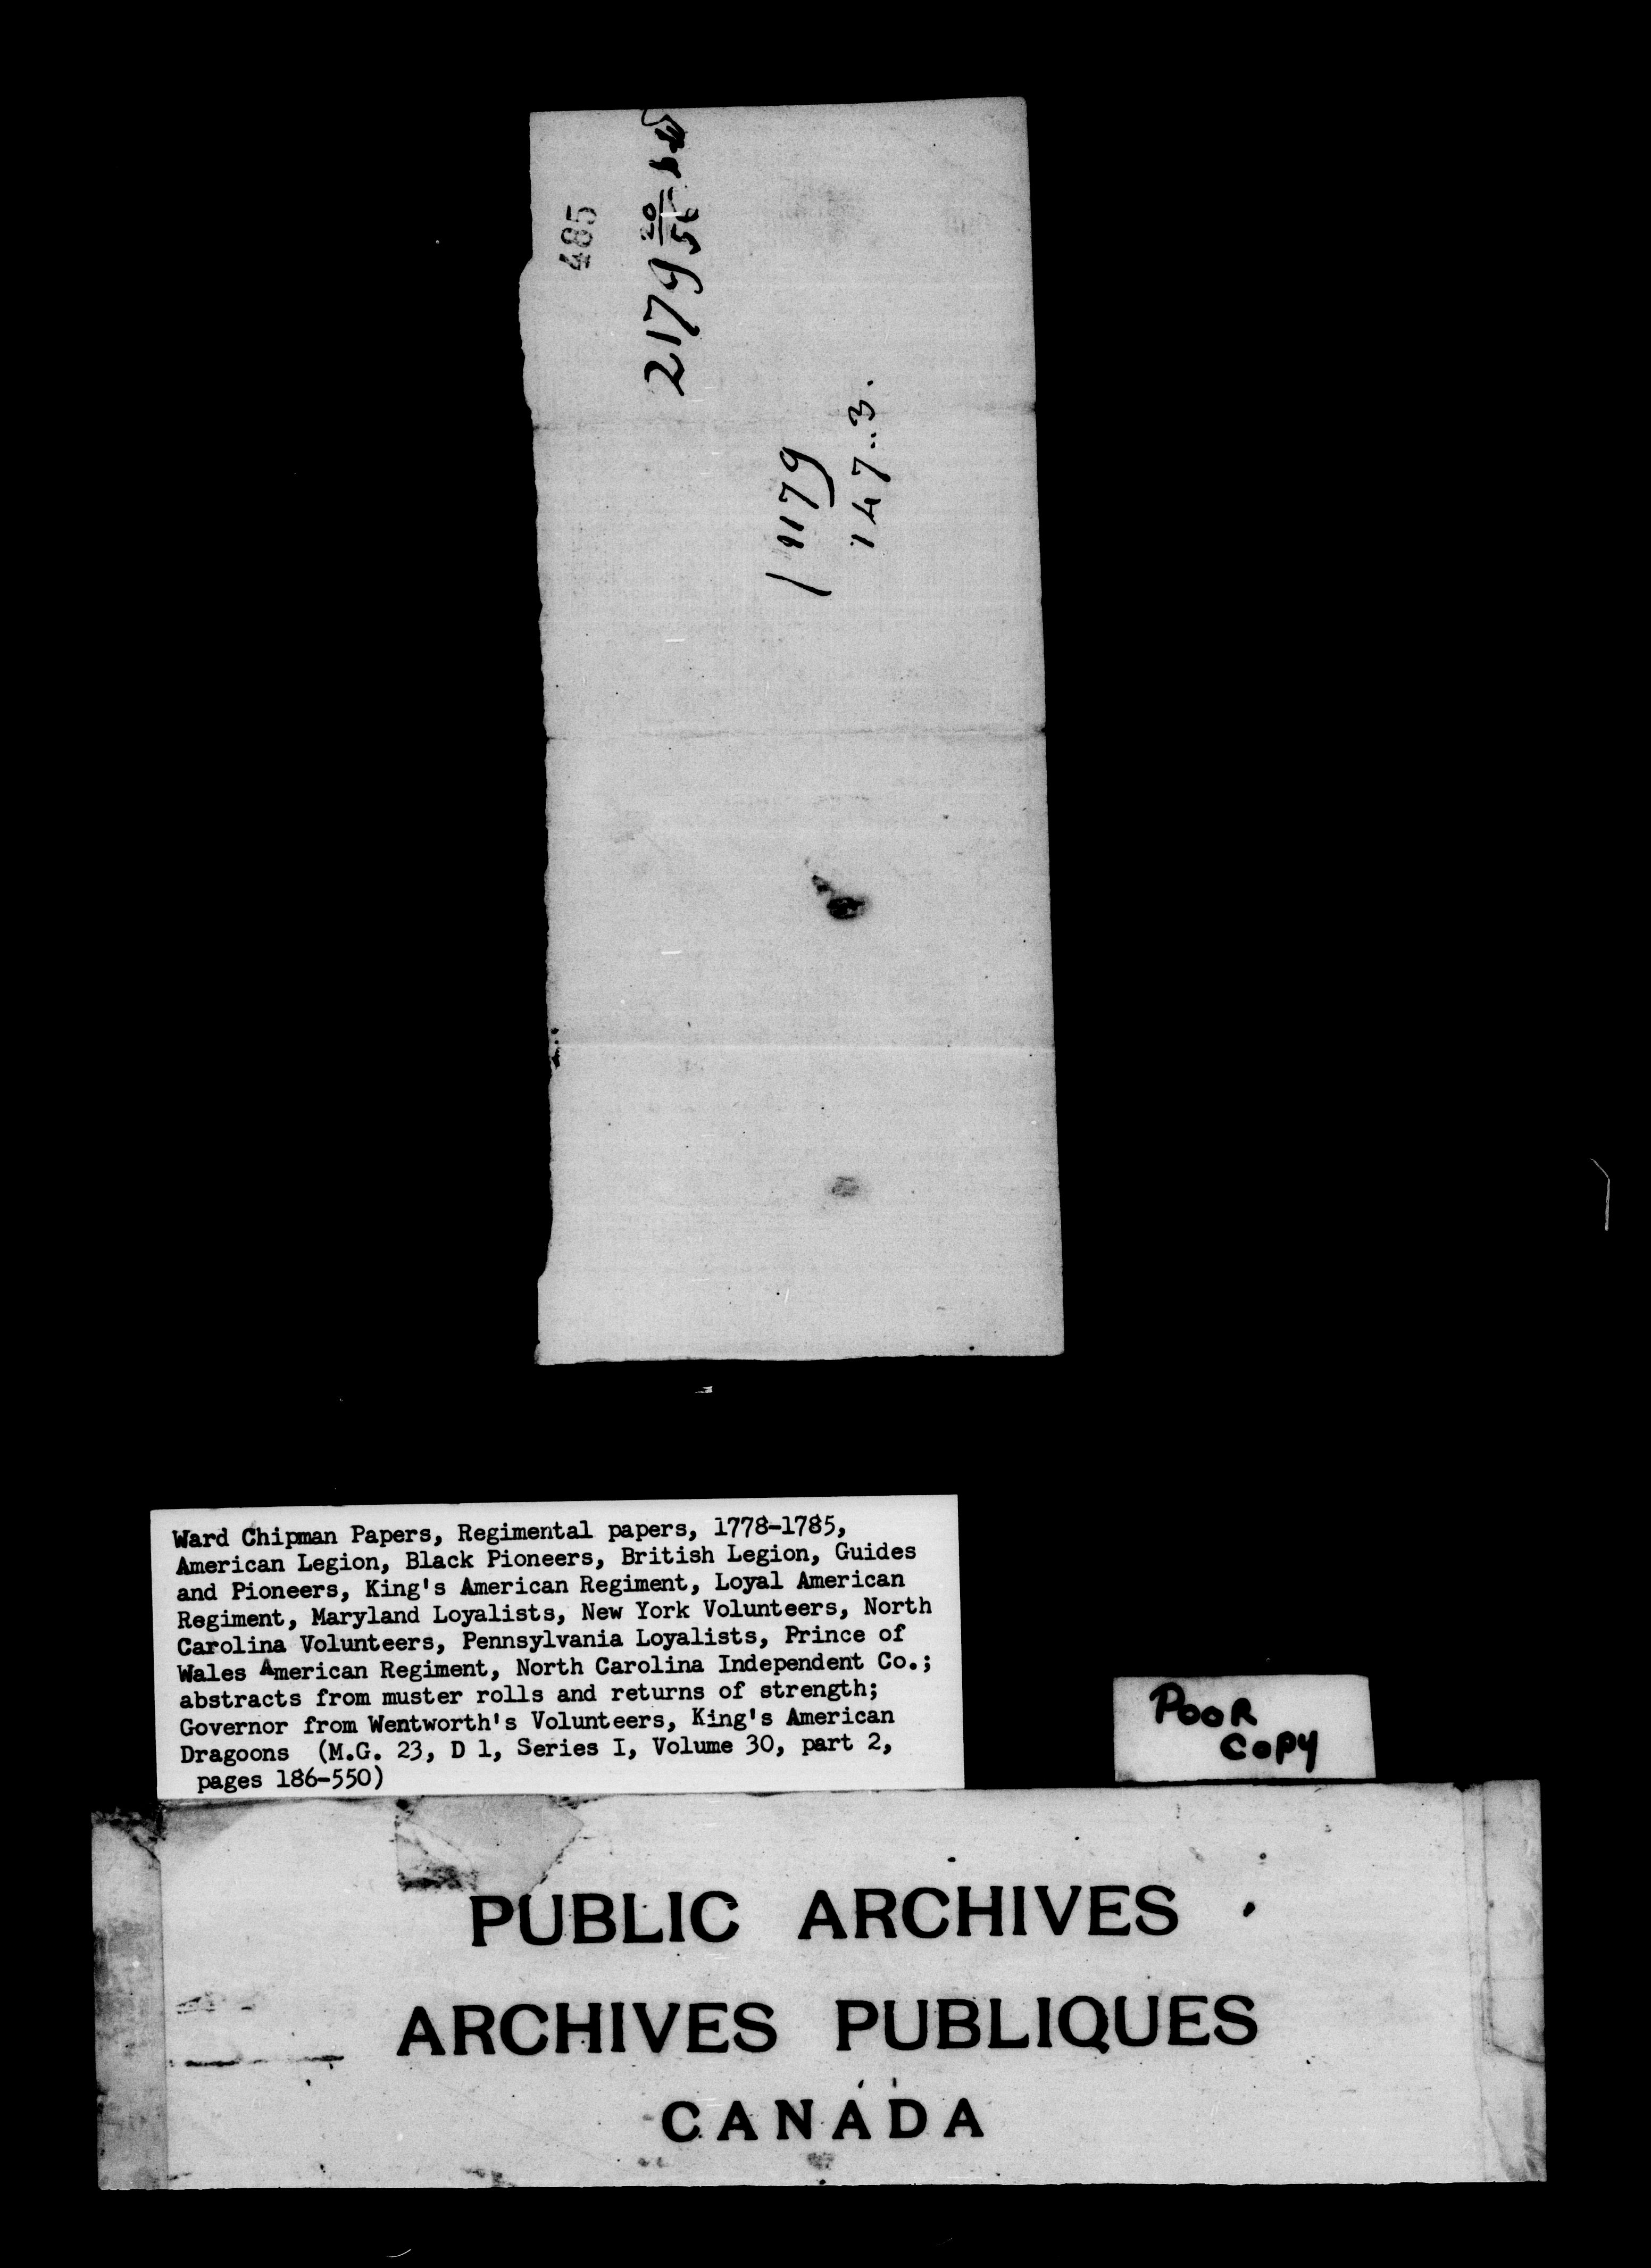 485
2179 20/56
1179
147..3.
Ward Chipman Papers, Regimental papers, 1778-1785,
American Legion, Black Pioneers, British Legion, Guides
and Pioneers, King's American Regiment, Loyal American
Regiment, Maryland Loyalists, New York Volunteers, North
Carolina Volunteers, Pennsylvania Loyalists, Prince of
Wales American Regiment, North Carolina Independent Co.;
abstracts from muster rolls and returns of strength;
Governor from Wentworth's Volunteers, King's American
Dragoons (M.G. 23, D 1, Series I, Volume 30, part 2,
pages 186-550)
POOR
COPY
PUBLIC ARCHIVES
ARCHIVES PUBLIQUES
CANADA